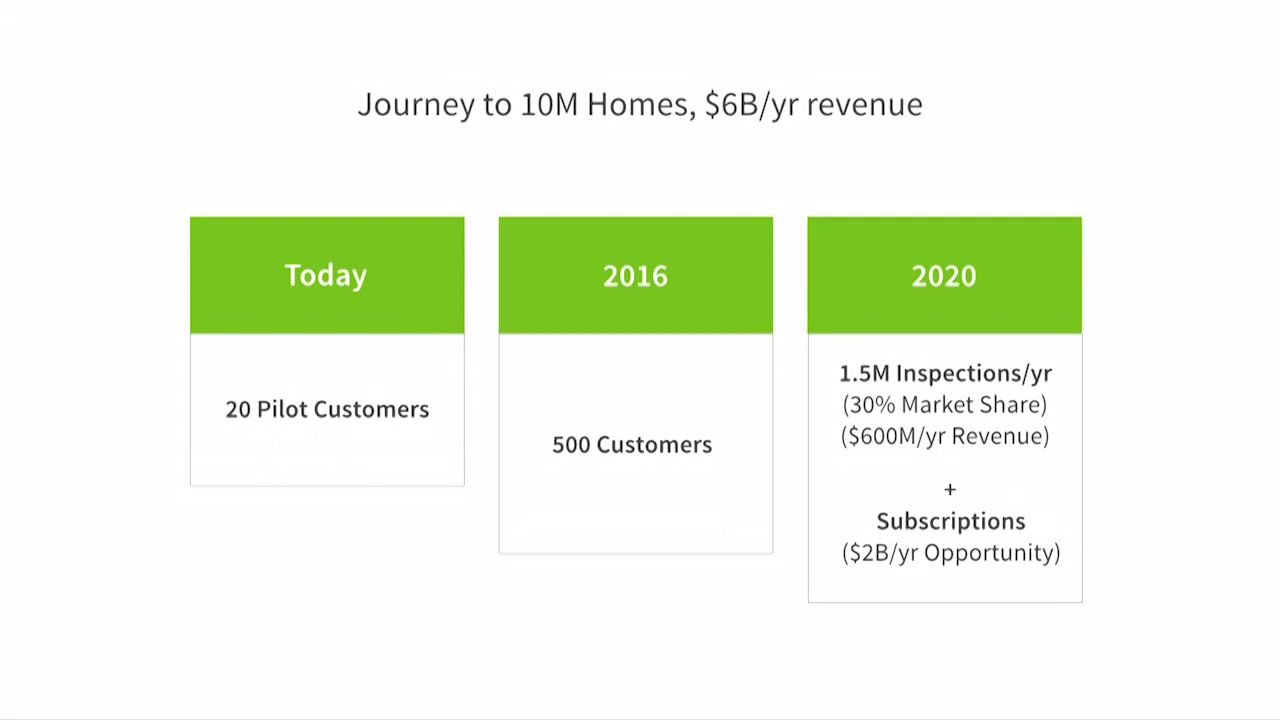 Journey to 10M Homes, $6B/yr revenue
Today
20 Pilot Customers
2016
500 Customers
2020
1.5M Inspections/yr
(30% Market Share)
($600M/yr Revenue)
+
Subscriptions
($2B/yr Opportunity)